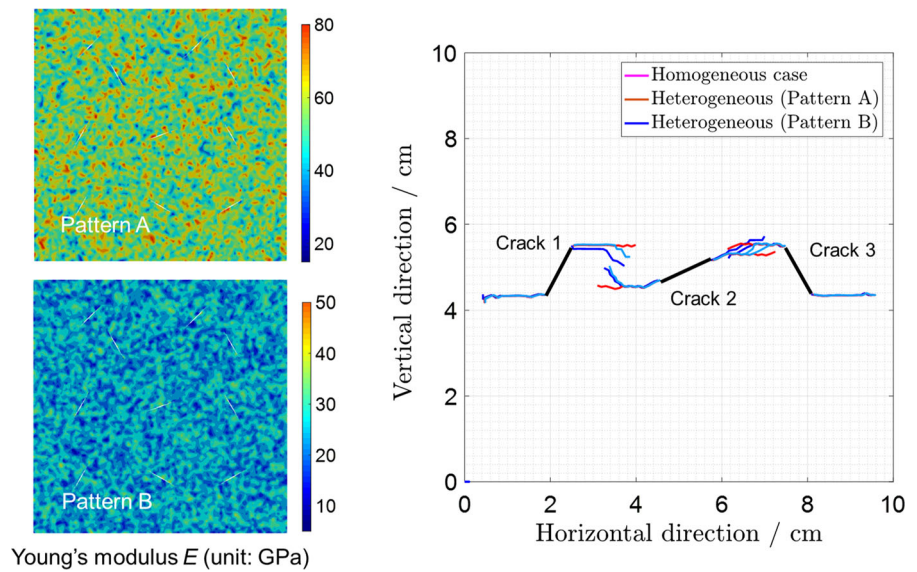 80
60
40
20
Pattern A
50
40
30
20
10
Pattern B
Young's modulus E (unit: GPa)
10
8
6
4
2
0
Vertical direction / cm
Homogeneous case
Heterogeneous (Pattern A)
Heterogeneous (Pattern B)
Crack 1
Crack 2
Crack 3
0 2 4 6 8 10
Horizontal direction / cm